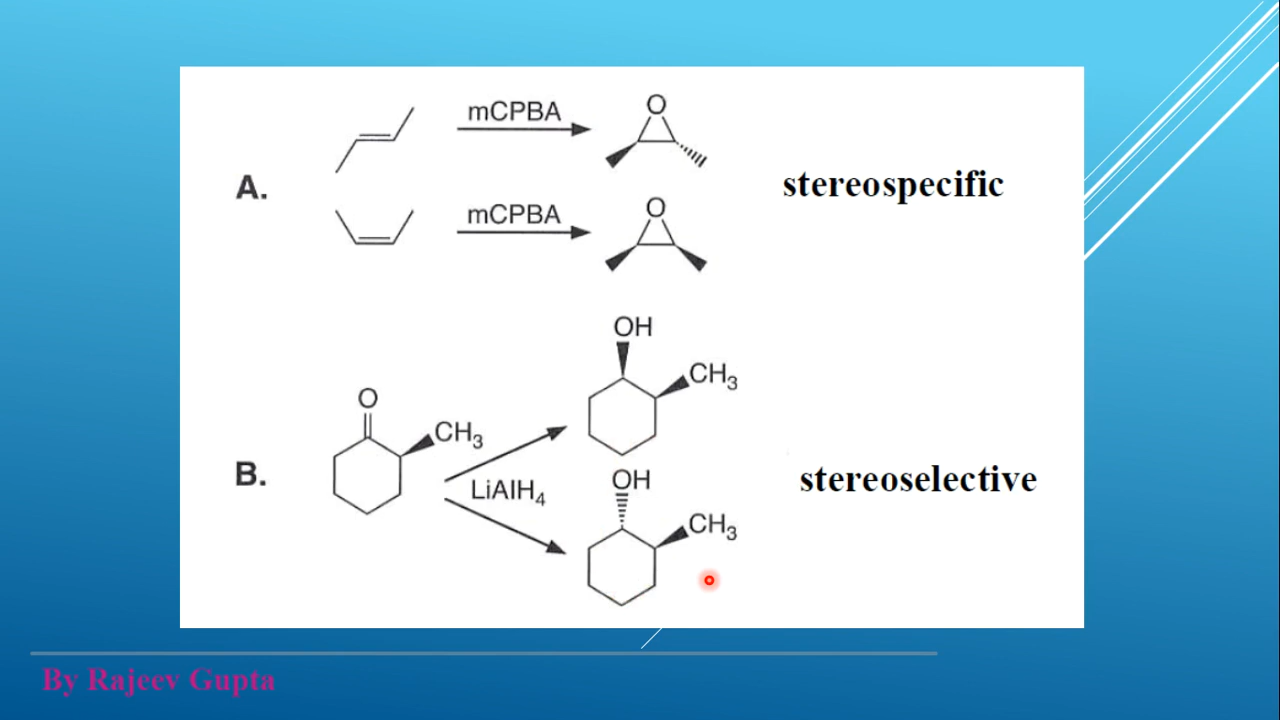 mCPBA
O
A.
stereospecific
mCPBA
O
OH
CH3
O
CH3
B.
LiAlH4
stereoselective
OH
CH3
By Rajeev Gupta